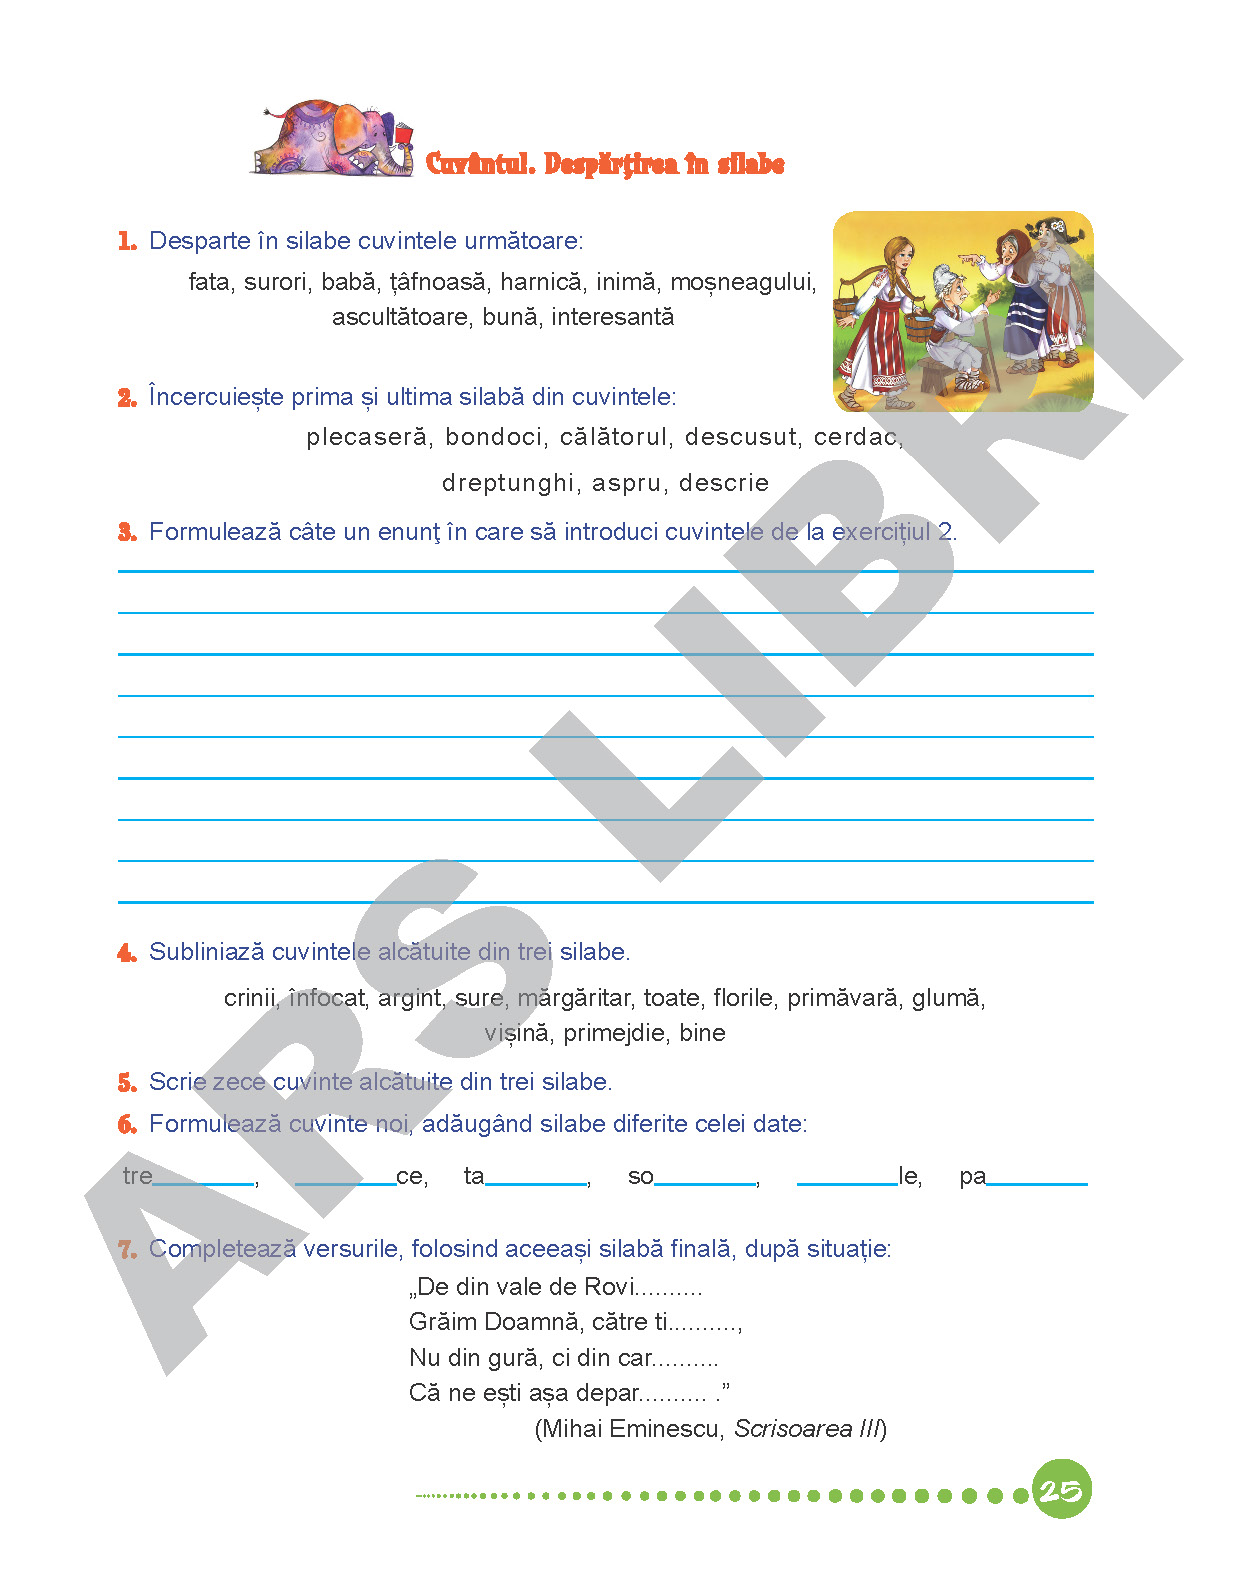 Cuvântul. Despărţirea în silabe
1. Desparte în silabe cuvintele următoare:
fata, surori, babă, țâfnoasă, harnică, inimă, moșneagului,
ascultătoare, bună, interesantă
2. Încercuiește prima și ultima silabă din cuvintele:
plecaseră, bondoci, călătorul, descusut, cerdac,
dreptunghi, aspru, descrie
3. Formulează câte un enunţ în care să introduci cuvintele de la exercițiul 2.
4. Subliniază cuvintele alcătuite din trei silabe.
crinii, înfocat, argint, sure, mărgăritar, toate, florile, primăvară, glumă,
vișină, primejdie, bine
5. Scrie zece cuvinte alcătuite din trei silabe.
6. Formulează cuvinte noi, adăugând silabe diferite celei date:
tre________, ________ce, ta________, so________, ________le, pa________
7. Completează versurile, folosind aceeași silabă finală, după situație:
„De din vale de Rovi..........
Grăim Doamnă, către ti..........,
Nu din gură, ci din car..........
Că ne ești așa depar.......... .”
(Mihai Eminescu, Scrisoarea III)
25
ARS LIBRI